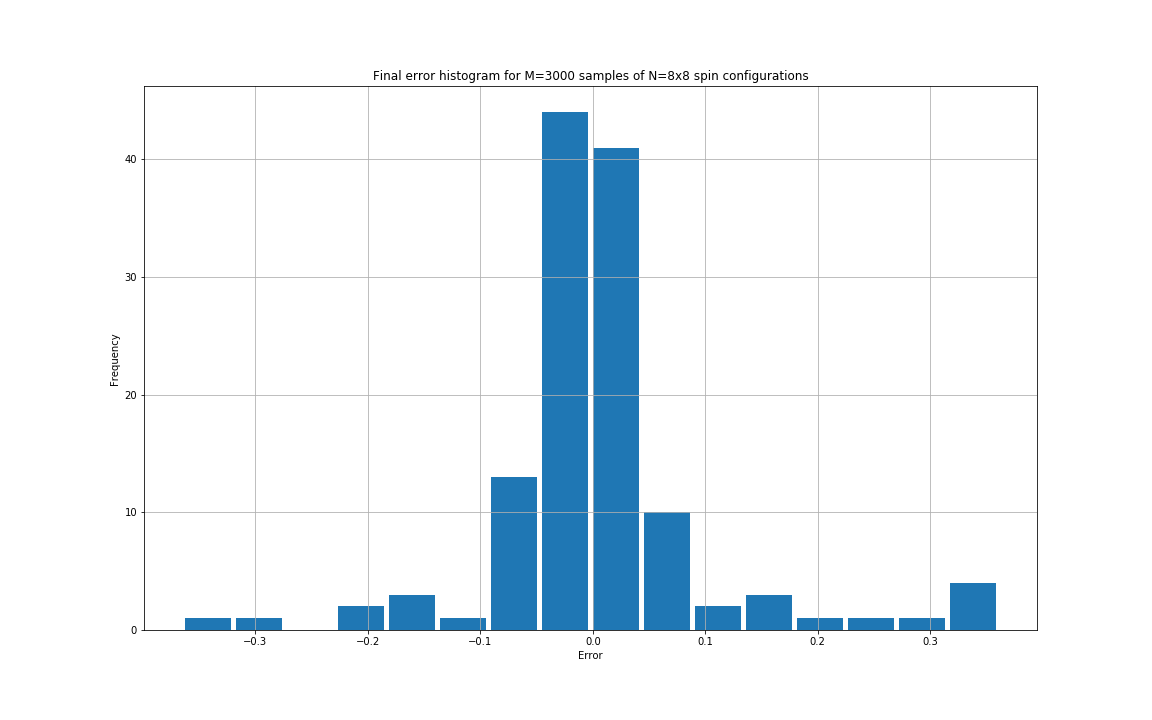 Final error histogram for M=3000 samples of N=8x8 spin configurations
40
30
20
10
0
Frequency
−0.3 −0.2 −0.1 0.0 0.1 0.2 0.3
Error